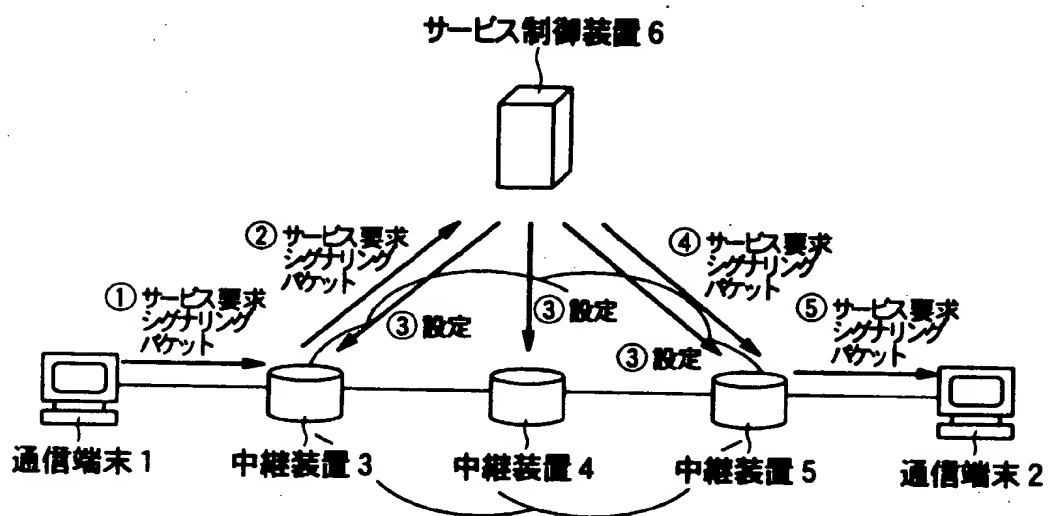 サービス制御装置6
② サービス要求
シグナリング
パケット
④ サービス要求
シグナリング
パケット
① サービス要求
シグナリング
パケット
③ 設定
③ 設定
③ 設定
⑤ サービス要求
シグナリング
パケット
通信端末1
中継装置3
中継装置4
中継装置5
通信端末2